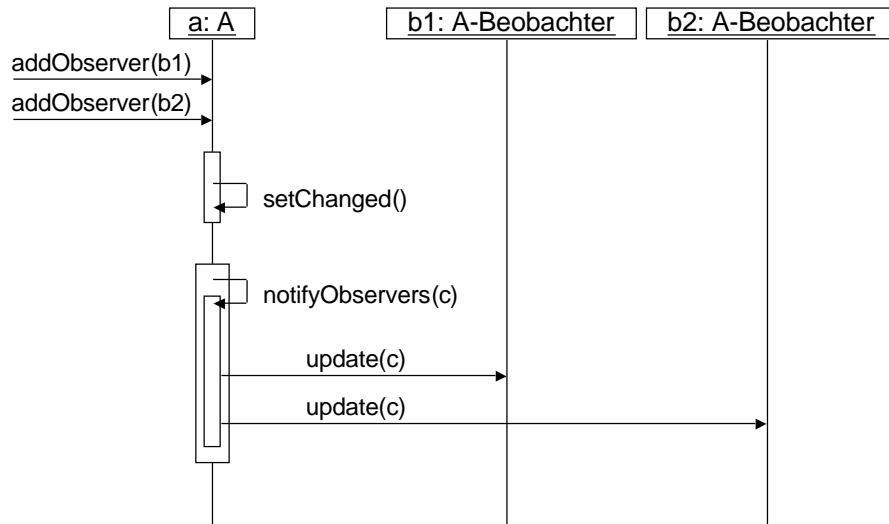 a: A
b1: A-Beobachter
b2: A-Beobachter
addObserver(b1)
addObserver(b2)
setChanged()
notifyObservers(c)
update(c)
update(c)